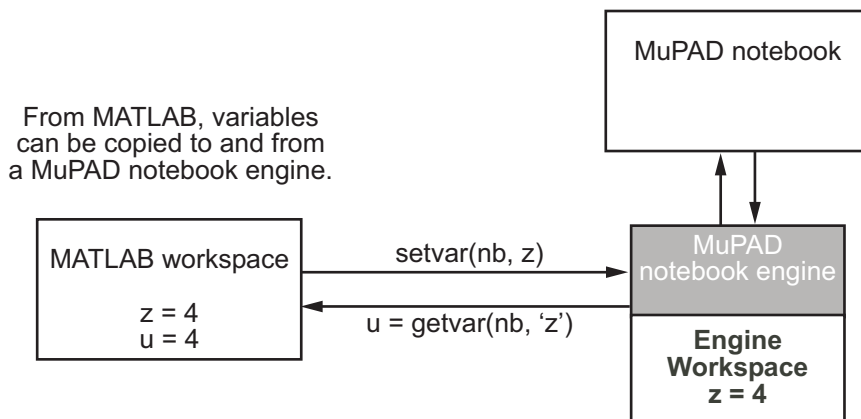 MuPAD notebook
From MATLAB, variables
can be copied to and from
a MuPAD notebook engine.
MATLAB workspace
z = 4
u = 4
setvar(nb, z)
u = getvar(nb, ‘z’)
MuPAD
notebook engine
Engine
Workspace
z = 4